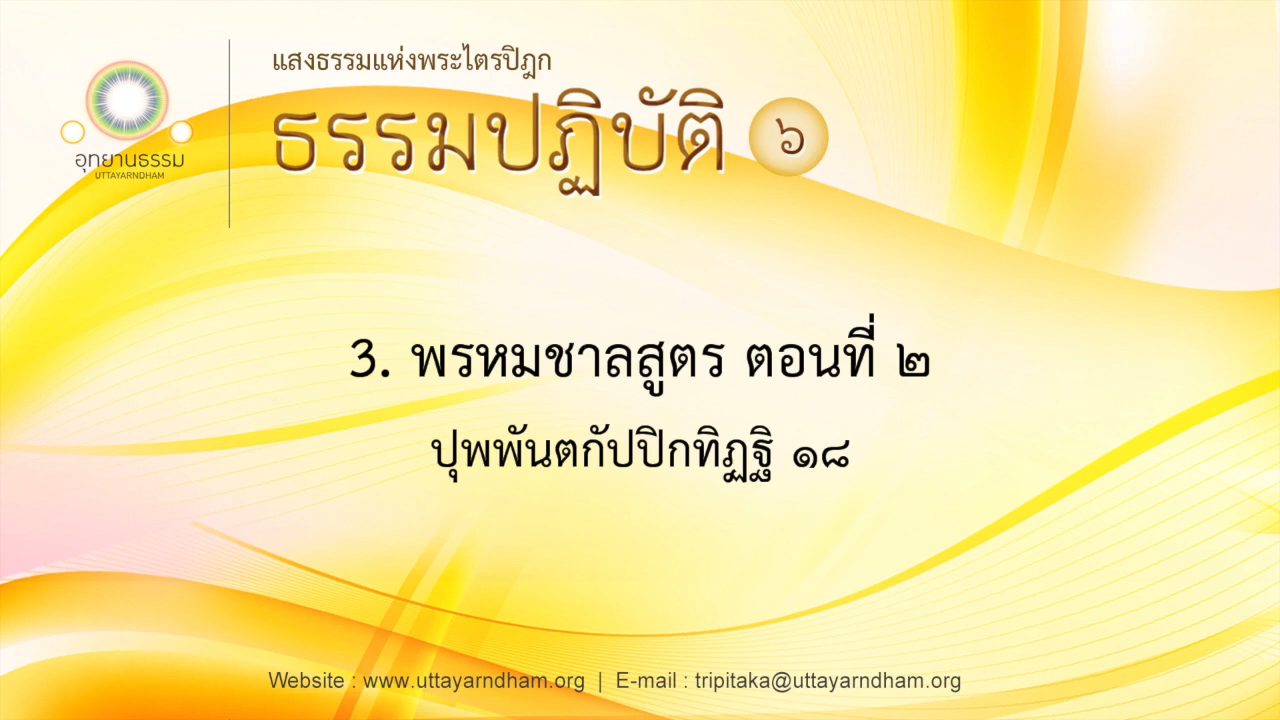 แสงธรรมแห่งพระไตรปิฎก
ธรรมปฏิบัติ ๖
อุทยานธรรม
UTTAYARNDHAM
3. พรหมชาลสูตร ตอนที่ ๒
ปุพพันตกัปปิกทิฏฐิ ๑๘
Website : www.uttayarndham.org | E-mail : tripitaka@uttayarndham.org